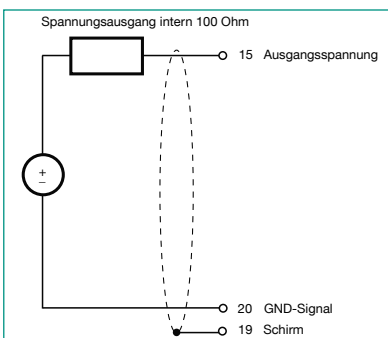 Spannungsausgang intern 100 Ohm
15 Ausgangsspannung
+
–
20 GND-Signal
19 Schirm